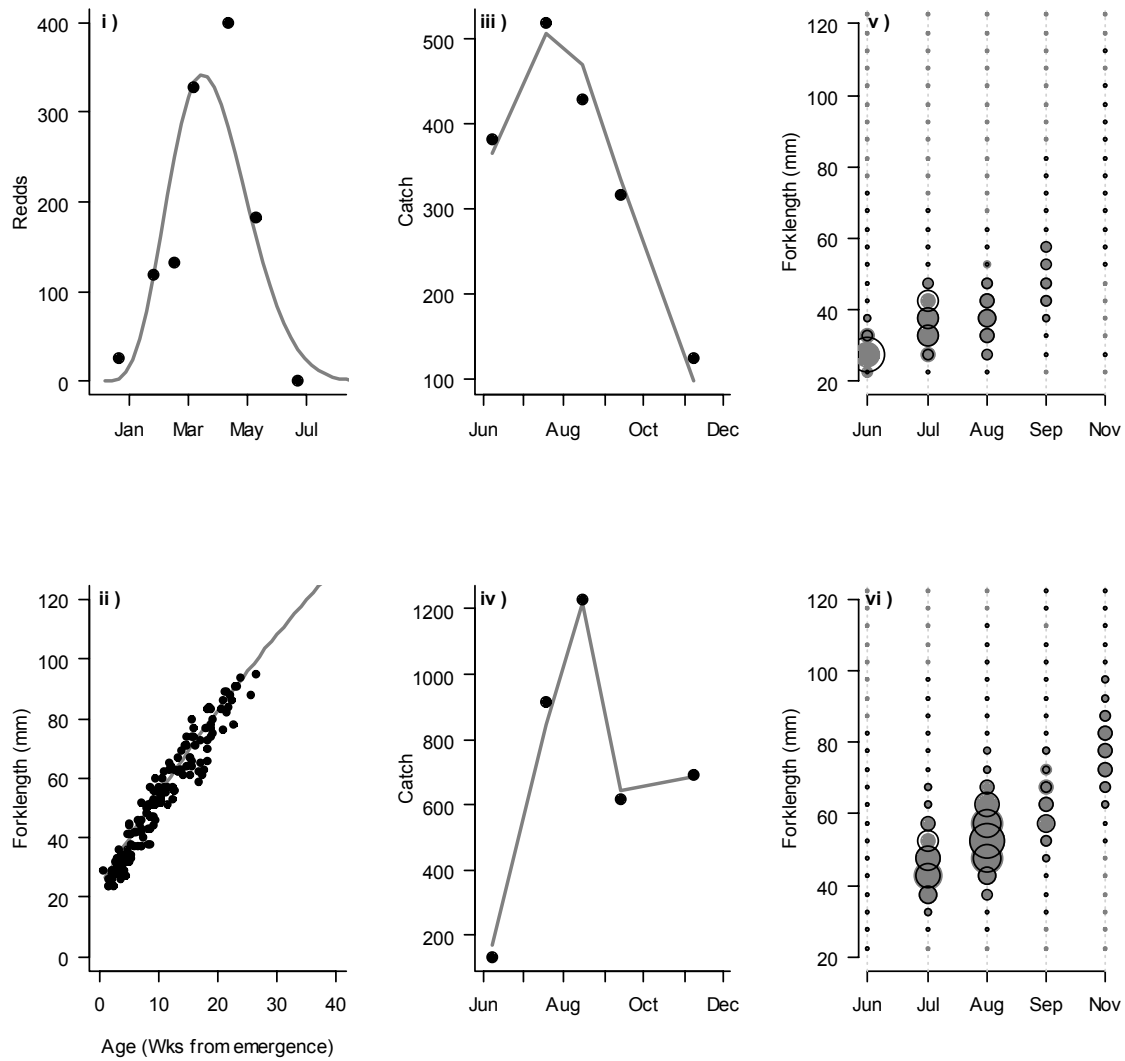 i )
400
300
200
100
0
Redds
Jan
Mar
May
Jul
iii )
500
400
300
200
100
Catch
Jun
Aug
Oct
Dec
v )
120
100
80
60
40
20
Forklength (mm)
Jun
Jul
Aug
Sep
Nov
ii )
120
100
80
60
40
20
0
Forklength (mm)
0
10
20
30
40
Age (Wks from emergence)
iv )
1200
1000
800
600
400
200
Catch
Jun
Aug
Oct
Dec
vi )
120
100
80
60
40
20
Forklength (mm)
Jun
Jul
Aug
Sep
Nov